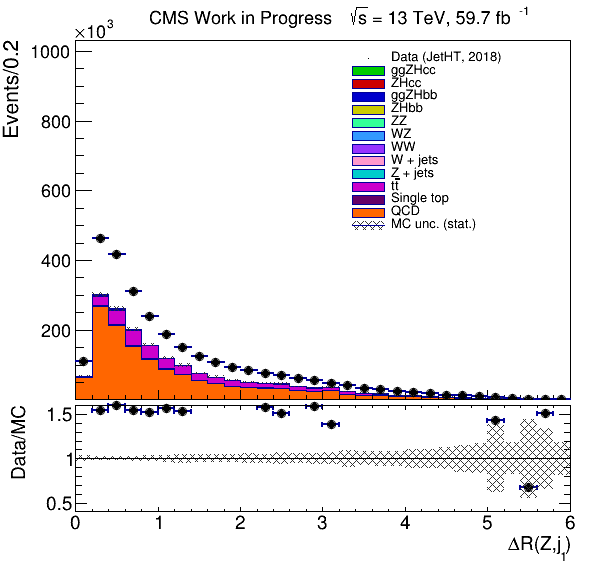 CMS Work in Progress √s = 13 TeV, 59.7 fb⁻¹
×10³
Events/0.2
1000
800
600
400
200
Data (JetHT, 2018)
ggZHcc
ZHcc
ggZHbb
ZHbb
ZZ
WZ
WW
W + jets
Z + jets
tt̅
Single top
QCD
MC unc. (stat.)
Data/MC
1.5
1
0.5
0 1 2 3 4 5 6
ΔR(Z,j₁)